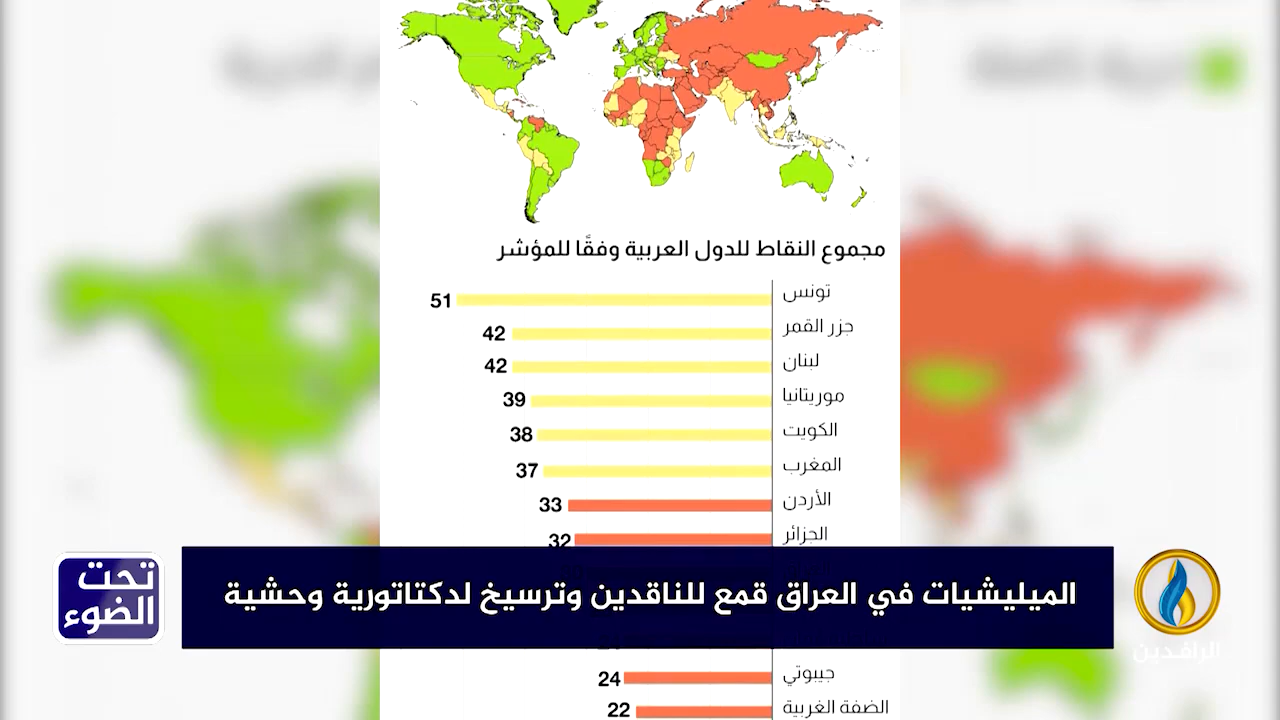 مجموع النقاط للدول العربية وفقًا للمؤشر
تونس 51
جزر القمر 42
لبنان 42
موريتانيا 39
الكويت 38
المغرب 37
الأردن 33
الجزائر 32
تحت الضوء
الميليشيات في العراق قمع للناقدين وترسيخ لدكتاتورية وحشية
الرافدين
جيبوتي 24
الضفة الغربية 22